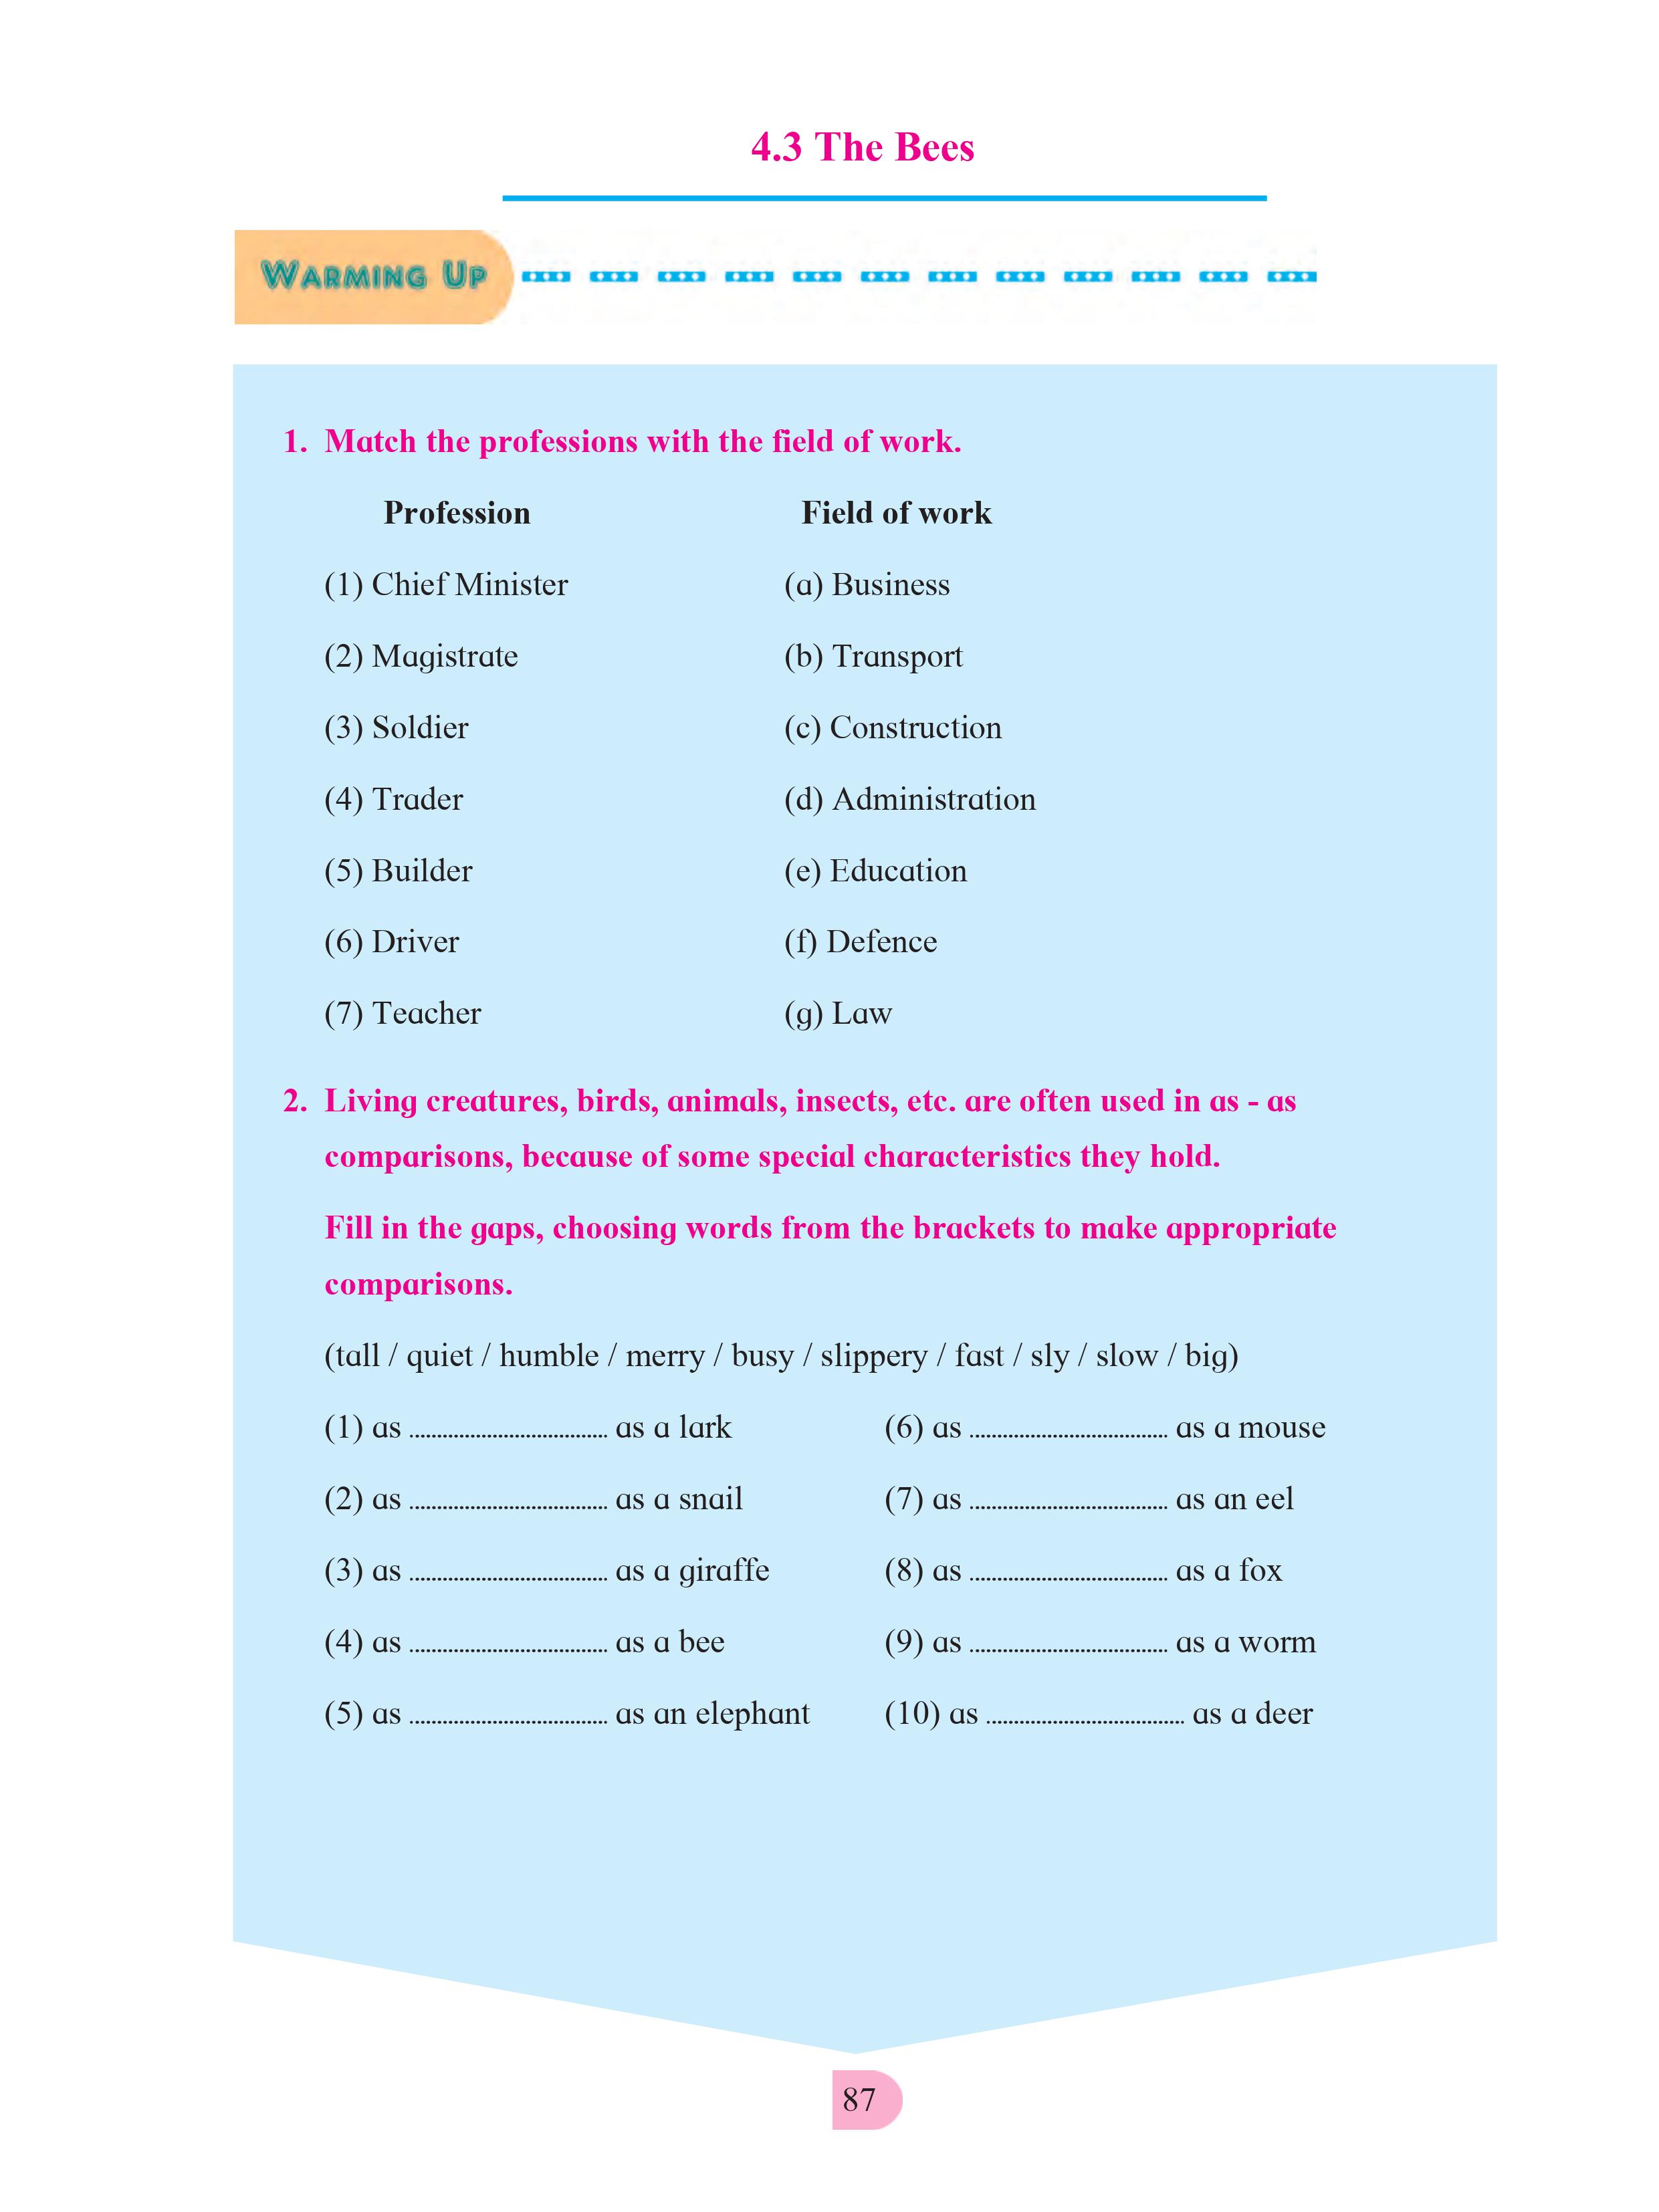 4.3 The Bees
WARMING UP
1. Match the professions with the field of work.
Profession Field of work
(1) Chief Minister (a) Business
(2) Magistrate (b) Transport
(3) Soldier (c) Construction
(4) Trader (d) Administration
(5) Builder (e) Education
(6) Driver (f) Defence
(7) Teacher (g) Law
2. Living creatures, birds, animals, insects, etc. are often used in as - as
comparisons, because of some special characteristics they hold.
Fill in the gaps, choosing words from the brackets to make appropriate
comparisons.
(tall / quiet / humble / merry / busy / slippery / fast / sly / slow / big)
(1) as .................................... as a lark (6) as .................................... as a mouse
(2) as .................................... as a snail (7) as .................................... as an eel
(3) as .................................... as a giraffe (8) as .................................... as a fox
(4) as .................................... as a bee (9) as .................................... as a worm
(5) as .................................... as an elephant (10) as .................................... as a deer
87